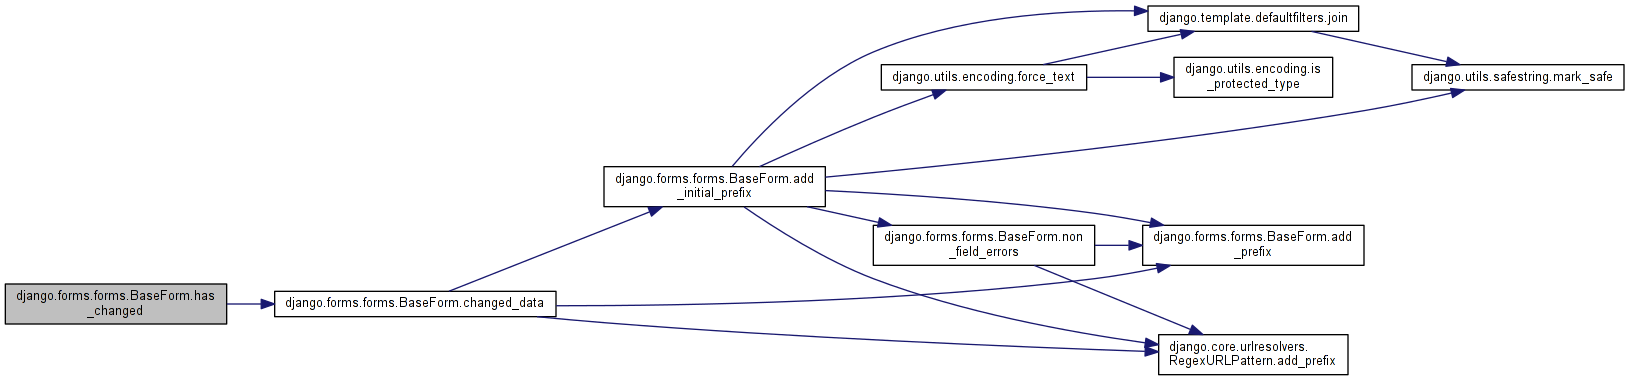 django.template.defaultfilters.join
django.utils.encoding.force_text
django.utils.encoding.is
_protected_type
django.utils.safestring.mark_safe
django.forms.forms.BaseForm.add
_initial_prefix
django.forms.forms.BaseForm.non
_field_errors
django.forms.forms.BaseForm.add
_prefix
django.forms.forms.BaseForm.has
_changed
django.forms.forms.BaseForm.changed_data
django.core.urlresolvers.
RegexURLPattern.add_prefix